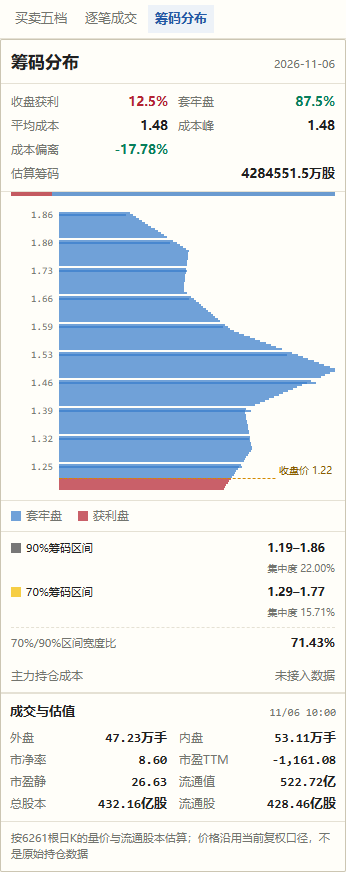 买卖五档 逐笔成交 筹码分布
筹码分布 2026-11-06
收盘获利 12.5% 套牢盘 87.5%
平均成本 1.48 成本峰 1.48
成本偏离 -17.78%
估算筹码 4284551.5万股
1.86
1.80
1.73
1.66
1.59
1.53
1.46
1.39
1.32
1.25
收盘价 1.22
套牢盘 获利盘
90%筹码区间 1.19–1.86
集中度 22.00%
70%筹码区间 1.29–1.77
集中度 15.71%
70%/90%区间宽度比 71.43%
主力持仓成本 未接入数据
成交与估值 11/06 10:00
外盘 47.23万手 内盘 53.11万手
市净率 8.60 市盈TTM -1,161.08
市盈静 26.63 流通值 522.72亿
总股本 432.16亿股 流通股 428.46亿股
按6261根日K的量价与流通股本估算；价格沿用当前复权口径，不
是原始持仓数据